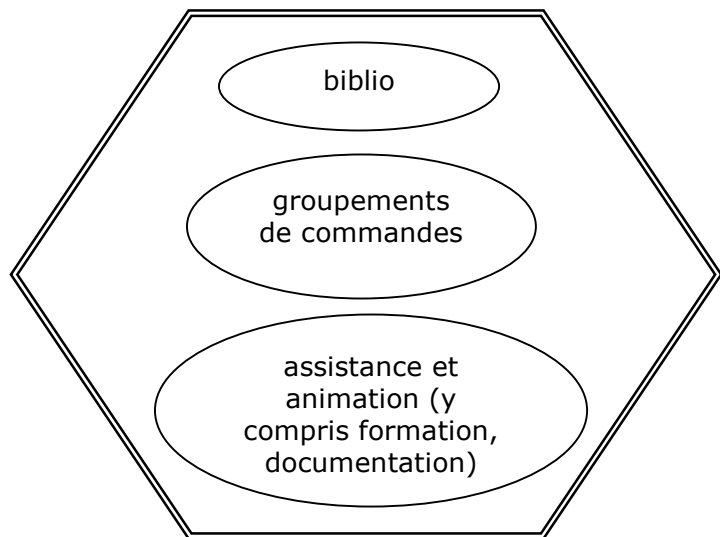 biblio
groupements
de commandes
assistance et
animation (y
compris formation,
documentation)